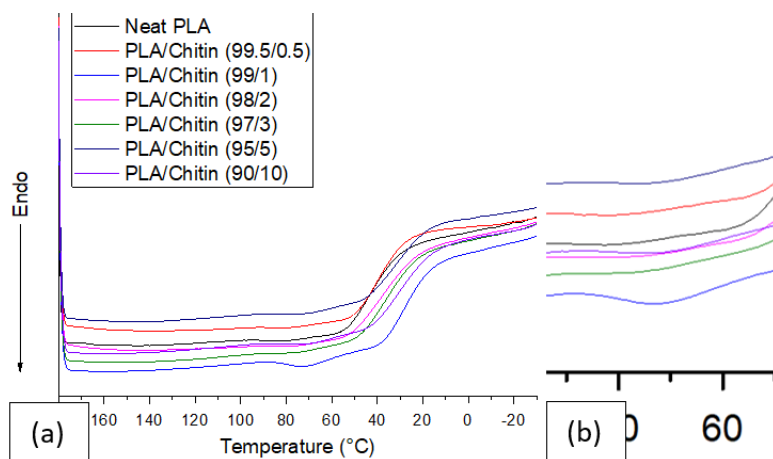 Neat PLA
PLA/Chitin (99.5/0.5)
PLA/Chitin (99/1)
PLA/Chitin (98/2)
PLA/Chitin (97/3)
PLA/Chitin (95/5)
PLA/Chitin (90/10)
Endo
(a)
160 140 120 100 80 60 40 20 0 -20
Temperature (°C)
(b)
0 60